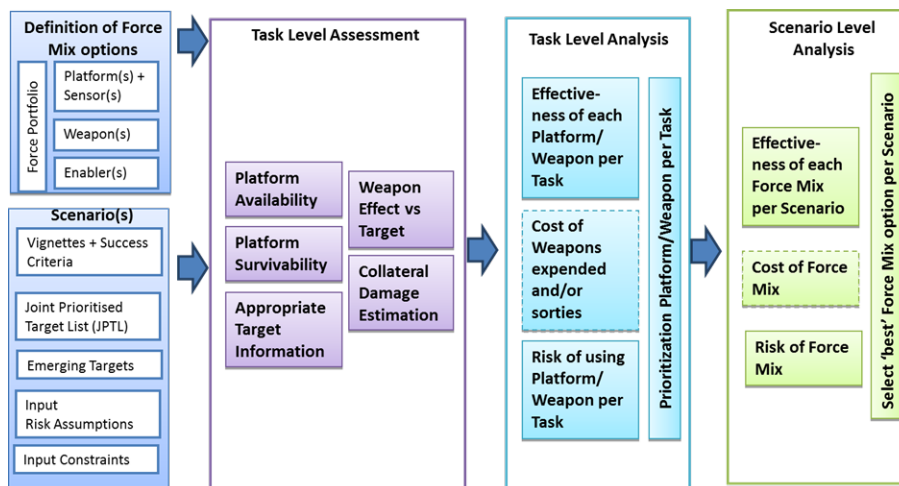 Definition of Force
Mix options
Force Portfolio
Platform(s) +
Sensor(s)
Weapon(s)
Enabler(s)
Scenario(s)
Vignettes + Success
Criteria
Joint Prioritised
Target List (JPTL)
Emerging Targets
Input
Risk Assumptions
Input Constraints
Task Level Assessment
Platform
Availability
Platform
Survivability
Appropriate
Target
Information
Weapon
Effect vs
Target
Collateral
Damage
Estimation
Task Level Analysis
Effective-
ness of each
Platform/
Weapon per
Task
Cost of
Weapons
expended
and/or
sorties
Risk of using
Platform/
Weapon per
Task
Prioritization Platform/Weapon per Task
Scenario Level
Analysis
Effective-
ness of each
Force Mix
per Scenario
Cost of Force
Mix
Risk of Force
Mix
Select ‘best’ Force Mix option per Scenario